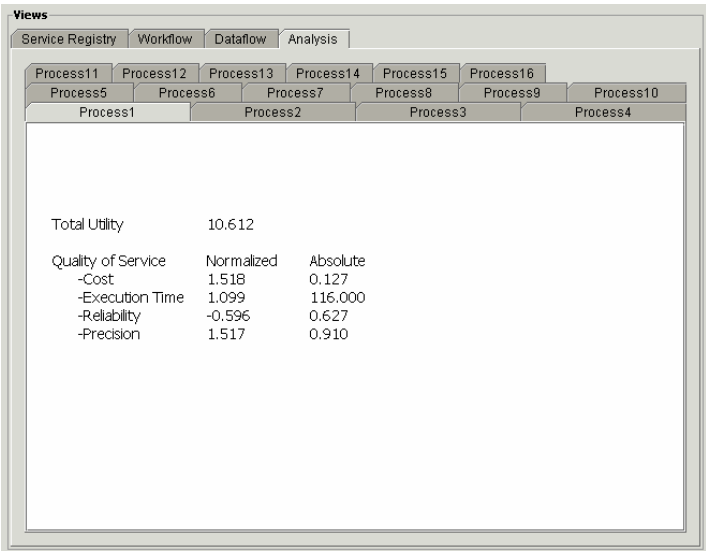 Views
Service Registry Workflow Dataflow Analysis
Process11 Process12 Process13 Process14 Process15 Process16
Process5 Process6 Process7 Process8 Process9 Process10
Process1 Process2 Process3 Process4
Total Utility 10.612
Quality of Service Normalized Absolute
-Cost 1.518 0.127
-Execution Time 1.099 116.000
-Reliability -0.596 0.627
-Precision 1.517 0.910